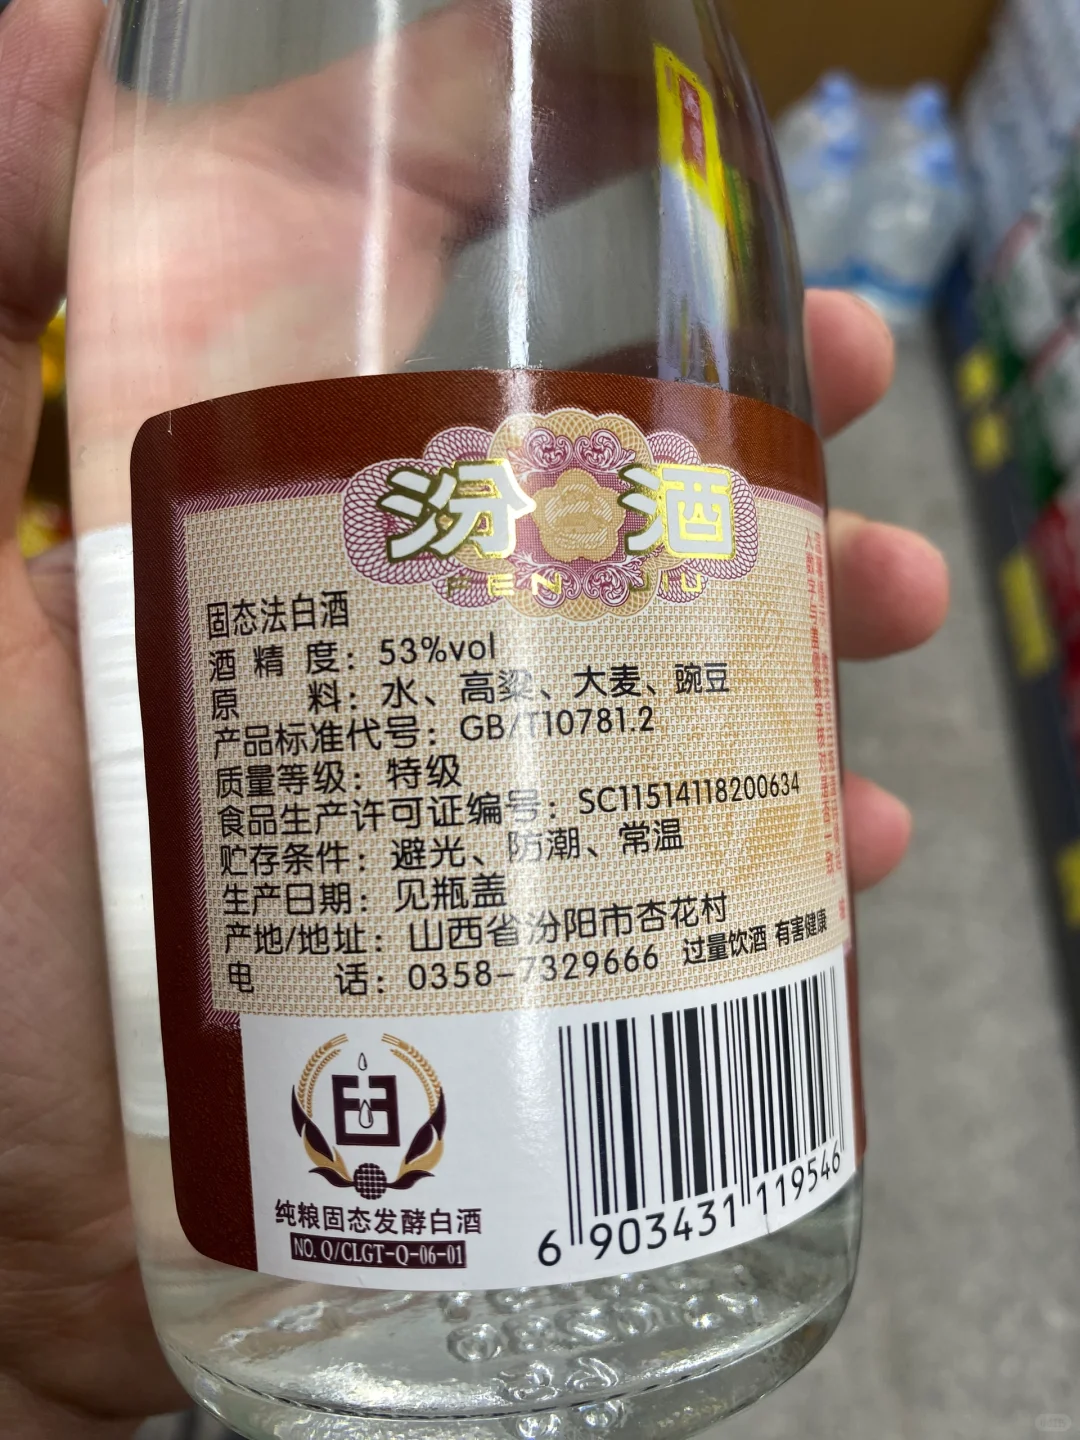 汾酒
FEN JIU
固态法白酒
酒精度：53%vol
原料：水、高粱、大麦、豌豆
产品标准代号：GB/T10781.2
质量等级：特级
食品生产许可证编号：SC11514118200634
贮存条件：避光、防潮、常温
生产日期：见瓶盖
产地/地址：山西省汾阳市杏花村
电话：0358-7329666 过量饮酒 有害健康
纯粮固态发酵白酒
NO. Q/CLGT-Q-06-01
6 903431 119546